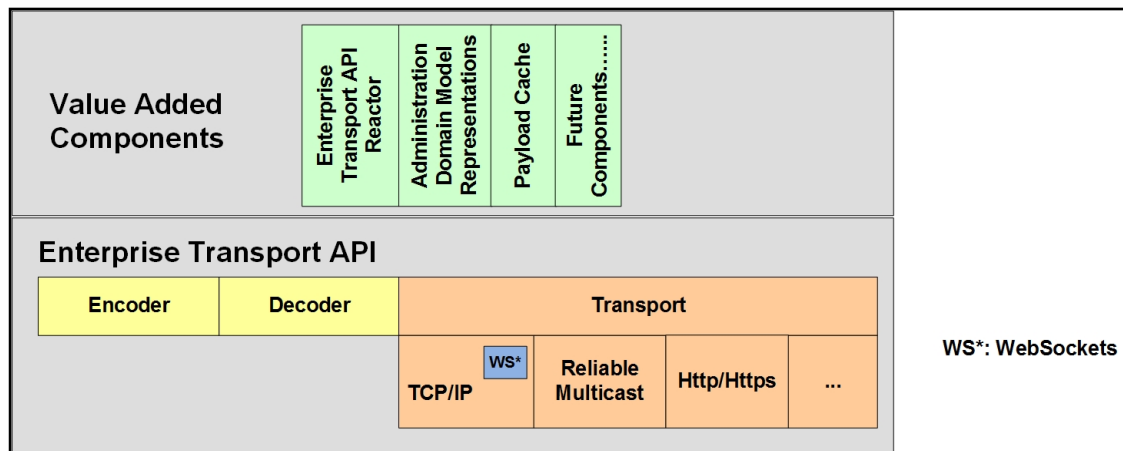 Value Added
Components
Enterprise
Transport API
Reactor
Administration
Domain Model
Representations
Payload Cache
Future
Components.....
Enterprise Transport API
Encoder
Decoder
Transport
TCP/IP
WS*
Reliable
Multicast
Http/Https
...
WS*: WebSockets